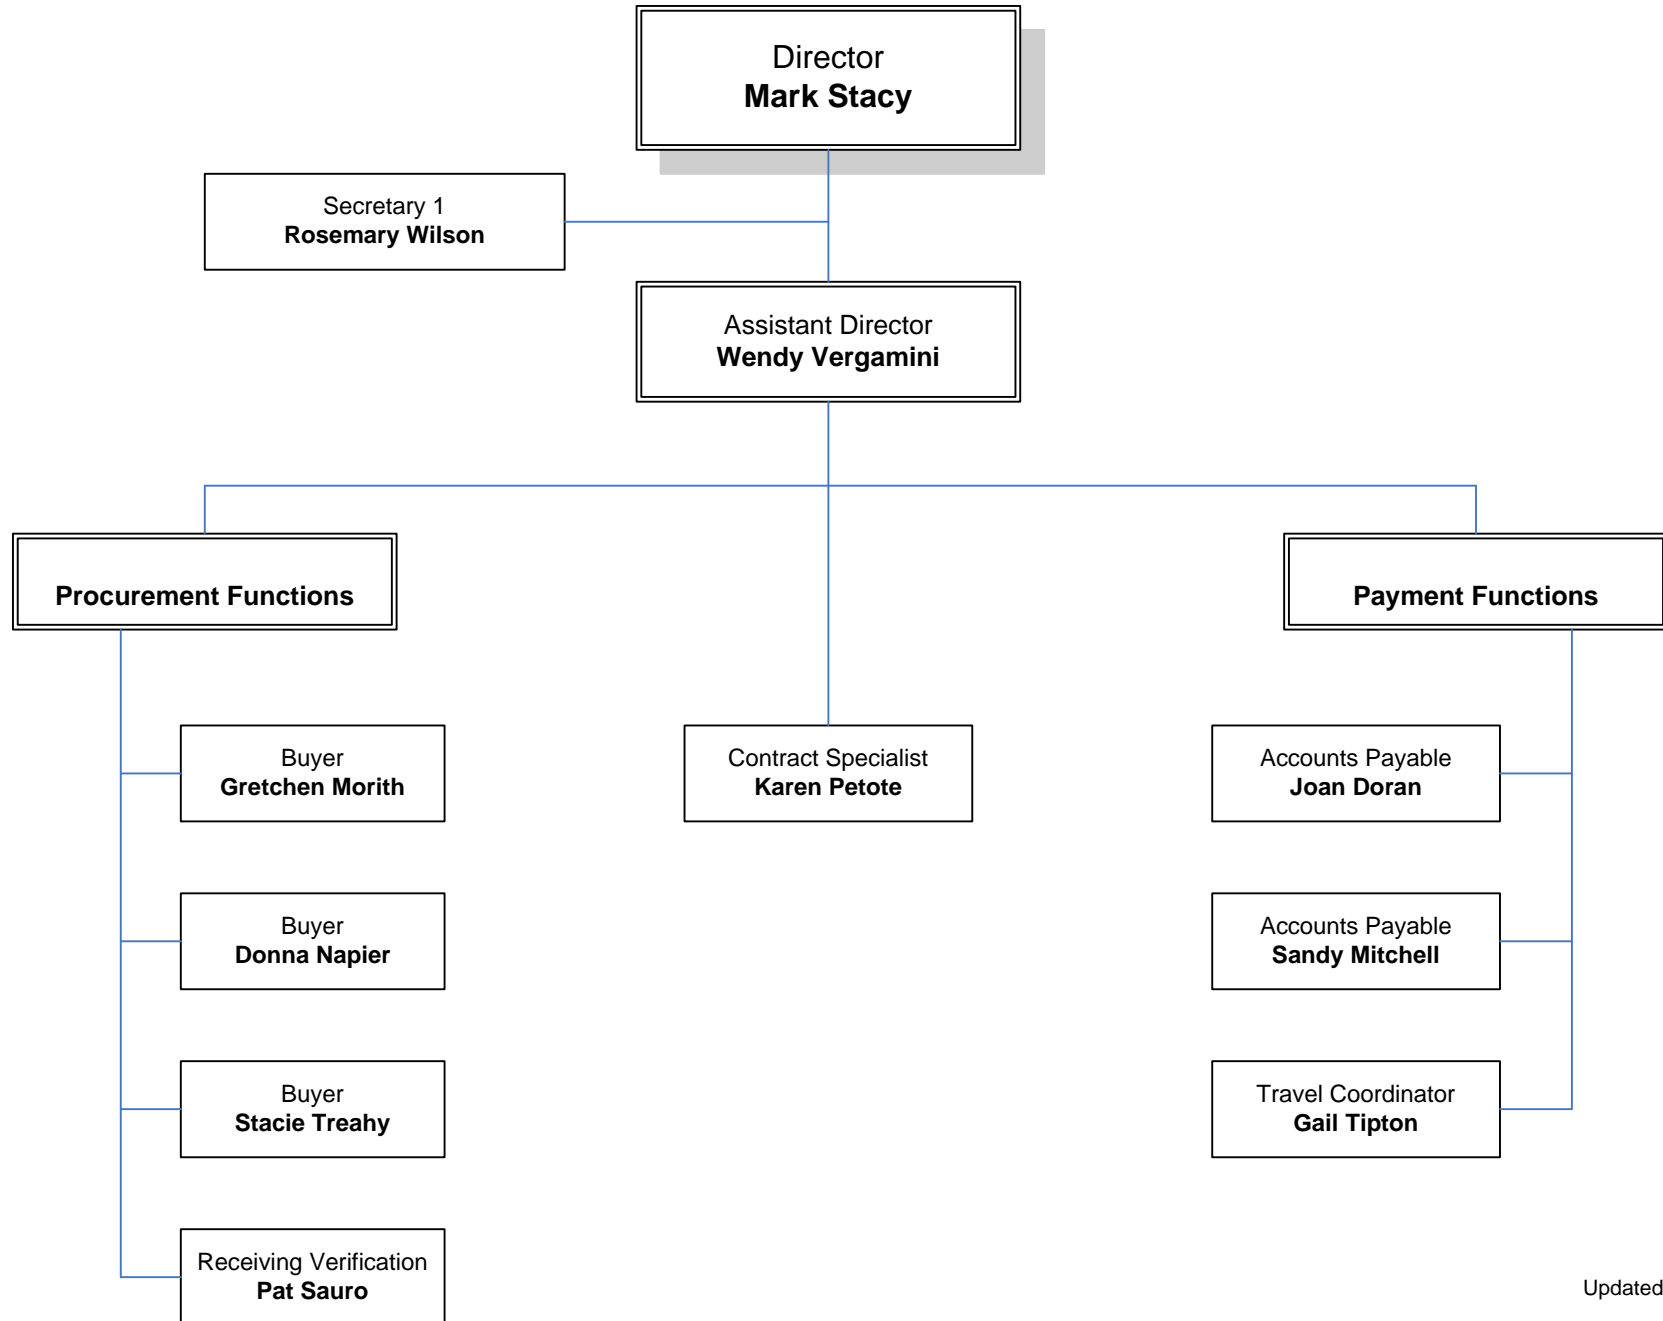 Director
Mark Stacy
Secretary 1
Rosemary Wilson
Assistant Director
Wendy Vergamini
Procurement Functions
Payment Functions
Buyer
Gretchen Morith
Contract Specialist
Karen Petote
Accounts Payable
Joan Doran
Buyer
Donna Napier
Accounts Payable
Sandy Mitchell
Buyer
Stacie Treahy
Travel Coordinator
Gail Tipton
Receiving Verification
Pat Sauro
Updated